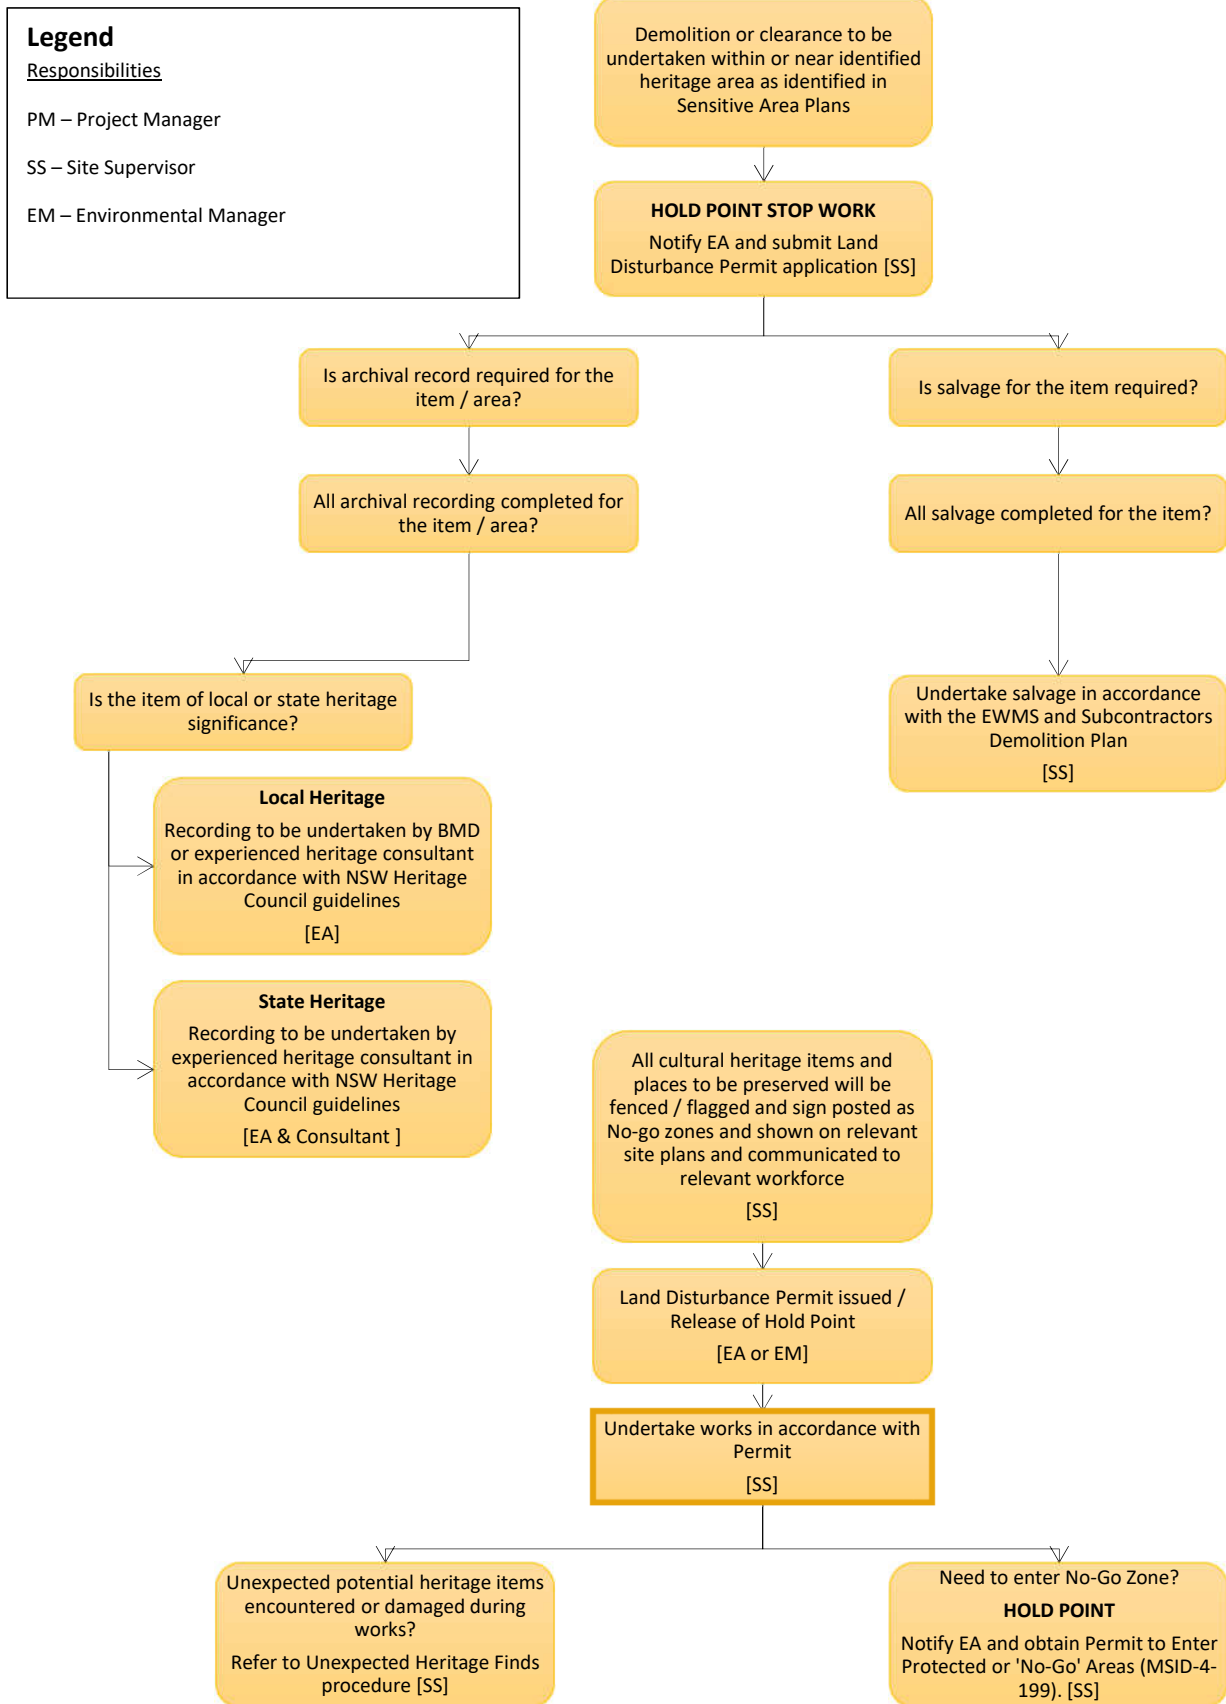 Legend
Responsibilities
PM – Project Manager
SS – Site Supervisor
EM – Environmental Manager
Demolition or clearance to be
undertaken within or near identified
heritage area as identified in
Sensitive Area Plans
HOLD POINT STOP WORK
Notify EA and submit Land
Disturbance Permit application [SS]
Is archival record required for the
item / area?
Is salvage for the item required?
All archival recording completed for
the item / area?
All salvage completed for the item?
Is the item of local or state heritage
significance?
Undertake salvage in accordance
with the EWMS and Subcontractors
Demolition Plan
[SS]
Local Heritage
Recording to be undertaken by BMD
or experienced heritage consultant
in accordance with NSW Heritage
Council guidelines
[EA]
State Heritage
Recording to be undertaken by
experienced heritage consultant in
accordance with NSW Heritage
Council guidelines
[EA & Consultant ]
All cultural heritage items and
places to be preserved will be
fenced / flagged and sign posted as
No-go zones and shown on relevant
site plans and communicated to
relevant workforce
[SS]
Land Disturbance Permit issued /
Release of Hold Point
[EA or EM]
Undertake works in accordance with
Permit
[SS]
Unexpected potential heritage items
encountered or damaged during
works?
Refer to Unexpected Heritage Finds
procedure [SS]
Need to enter No-Go Zone?
HOLD POINT
Notify EA and obtain Permit to Enter
Protected or 'No-Go' Areas (MSID-4-
199). [SS]